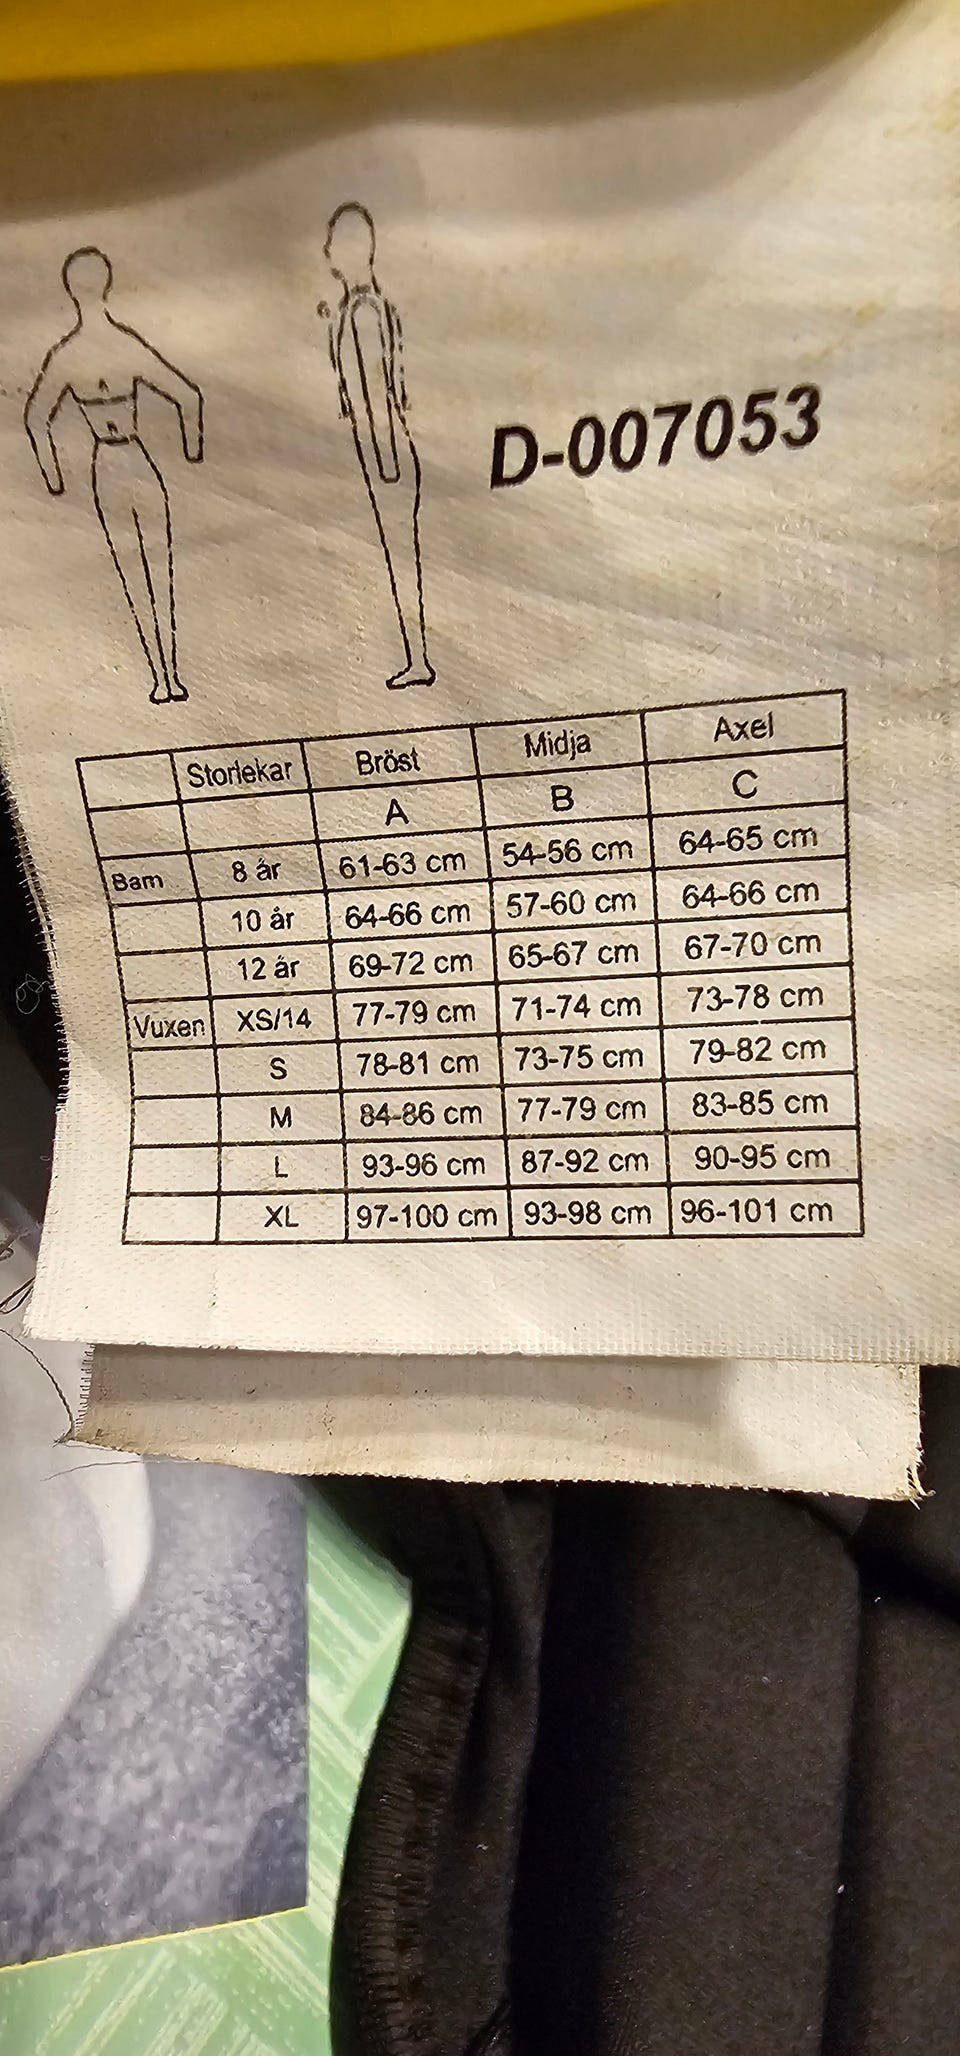 D-007053
Storlekar Bröst Midja Axel
A B C
Barn 8 år 61-63 cm 54-56 cm 64-65 cm
10 år 64-66 cm 57-60 cm 64-66 cm
12 år 69-72 cm 65-67 cm 67-70 cm
Vuxen XS/14 77-79 cm 71-74 cm 73-78 cm
S 78-81 cm 73-75 cm 79-82 cm
M 84-86 cm 77-79 cm 83-85 cm
L 93-96 cm 87-92 cm 90-95 cm
XL 97-100 cm 93-98 cm 96-101 cm